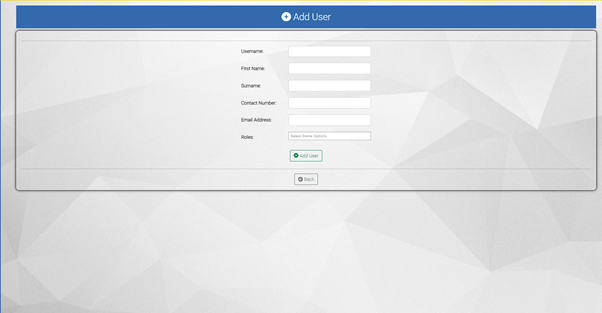 Add User
Username:
First Name:
Surname:
Contact Number:
Email Address:
Roles: Select Some Options
Add User
Back